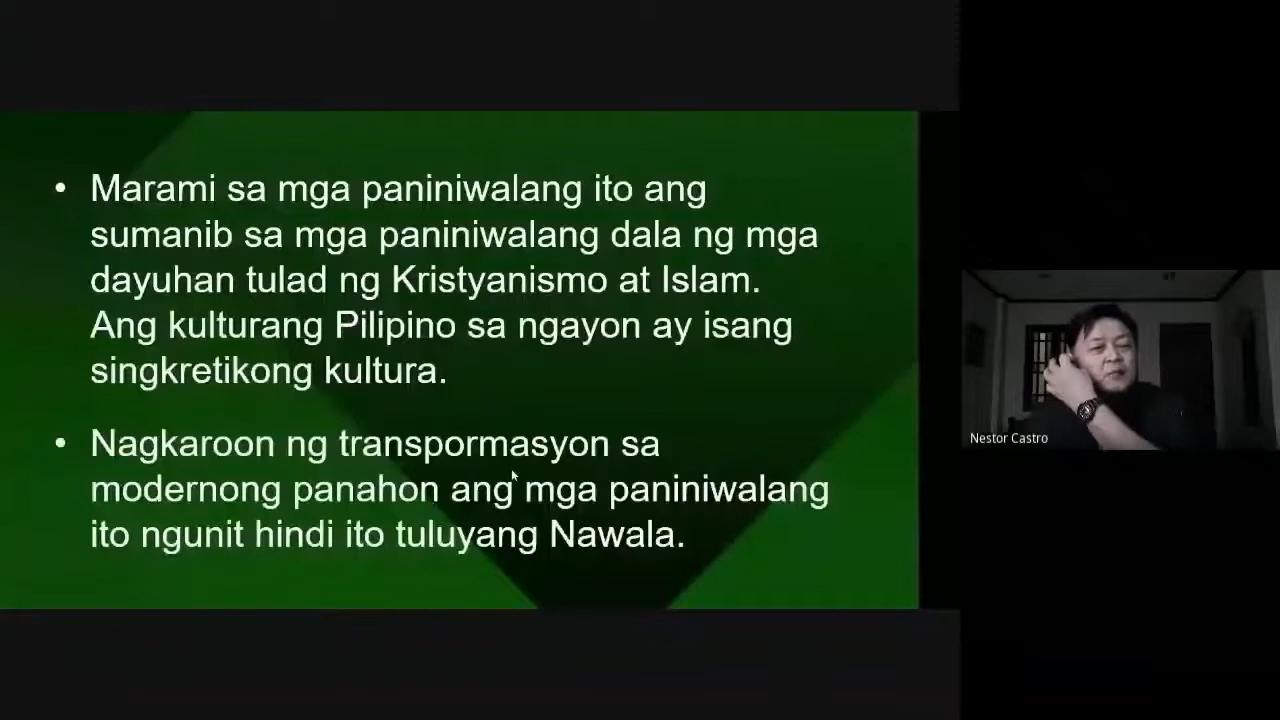 • Marami sa mga paniniwalang ito ang
sumanib sa mga paniniwalang dala ng mga
dayuhan tulad ng Kristyanismo at Islam.
Ang kulturang Pilipino sa ngayon ay isang
singkretikong kultura.
• Nagkaroon ng transpormasyon sa
modernong panahon ang mga paniniwalang
ito ngunit hindi ito tuluyang Nawala.
Nestor Castro